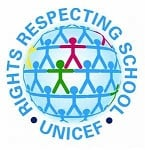 RIGHTS RESPECTING SCHOOL
UNICEF